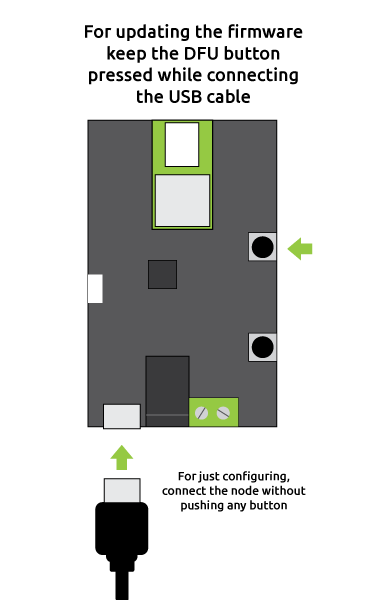 For updating the firmware
keep the DFU button
pressed while connecting
the USB cable
For just configuring,
connect the node without
pushing any button